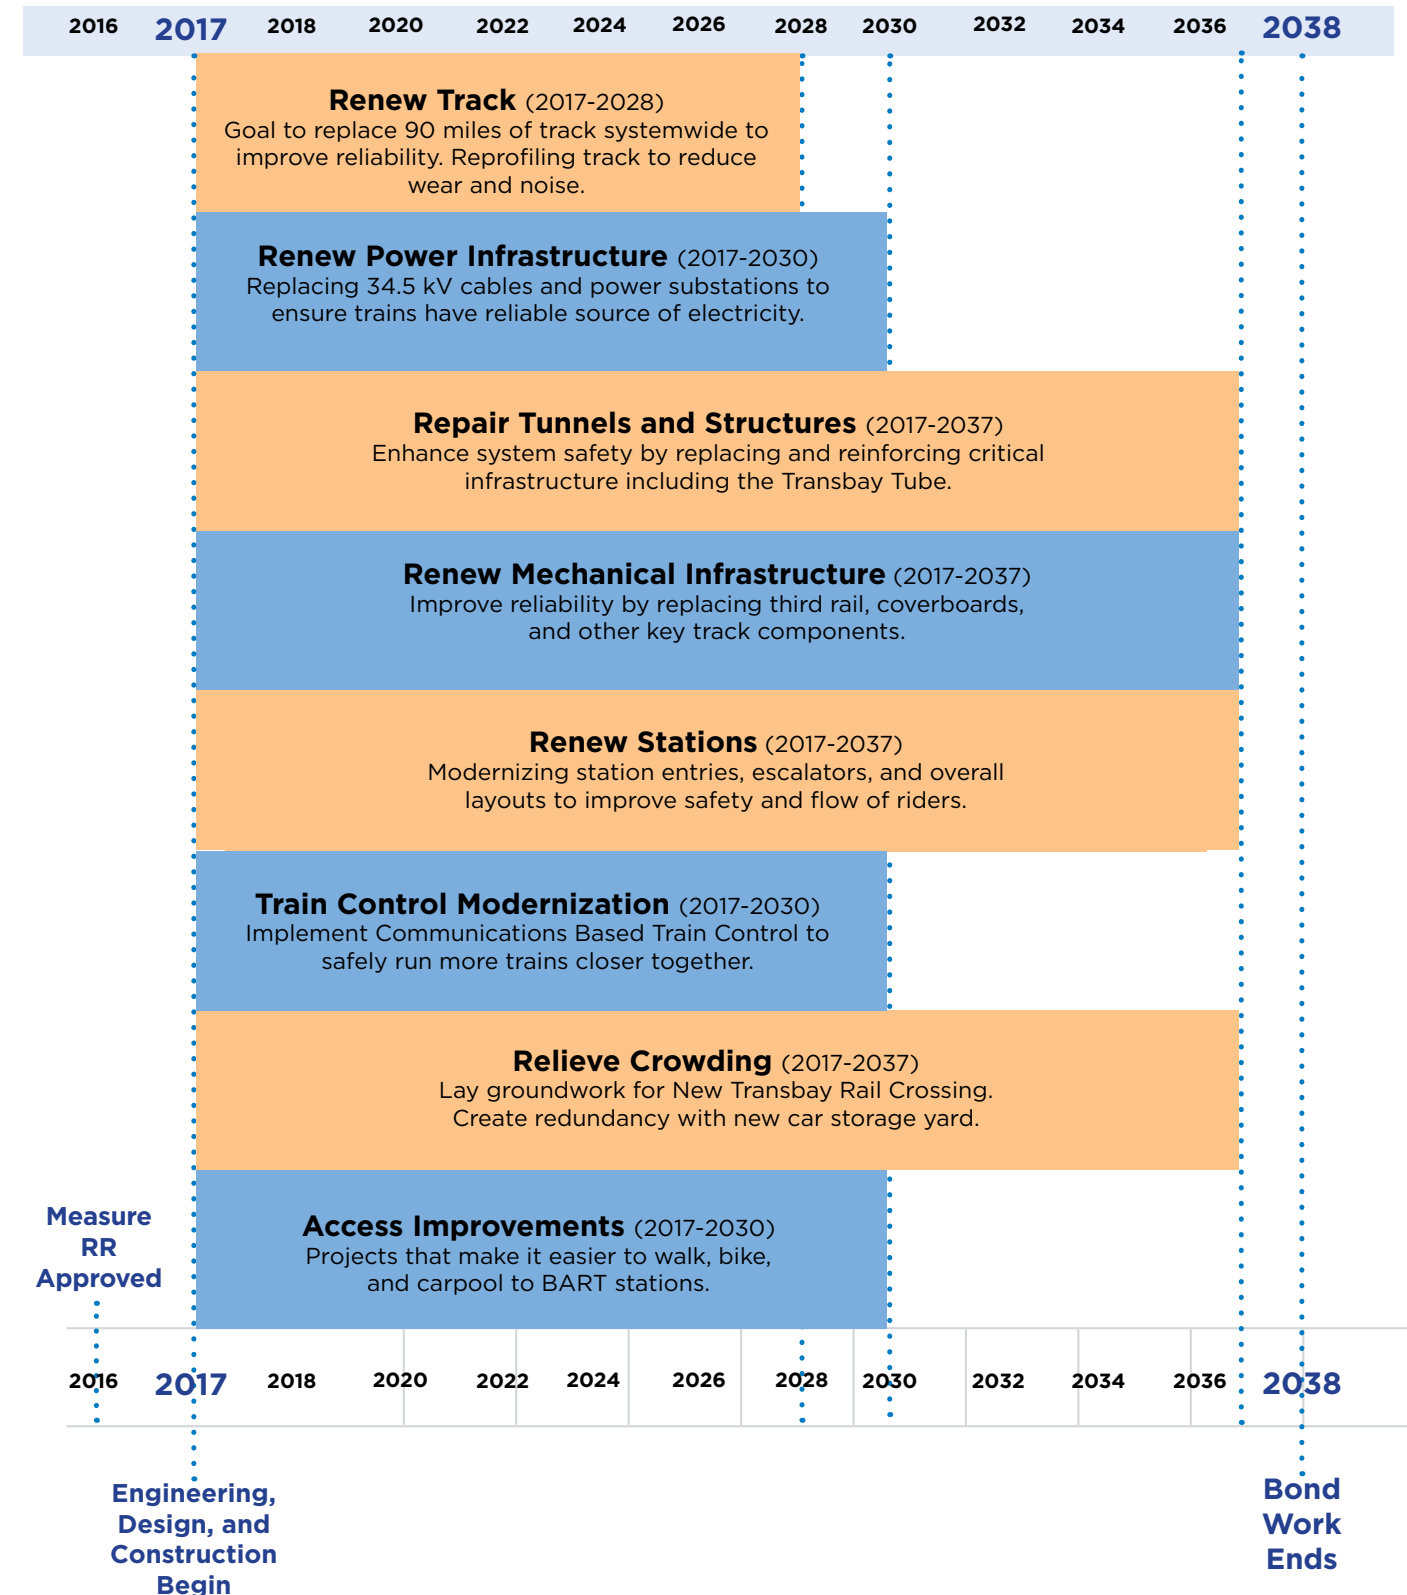 2016 2017 2018 2020 2022 2024 2026 2028 2030 2032 2034 2036 2038
Renew Track (2017-2028)
Goal to replace 90 miles of track systemwide to
improve reliability. Reprofiling track to reduce
wear and noise.
Renew Power Infrastructure (2017-2030)
Replacing 34.5 kV cables and power substations to
ensure trains have reliable source of electricity.
Repair Tunnels and Structures (2017-2037)
Enhance system safety by replacing and reinforcing critical
infrastructure including the Transbay Tube.
Renew Mechanical Infrastructure (2017-2037)
Improve reliability by replacing third rail, coverboards,
and other key track components.
Renew Stations (2017-2037)
Modernizing station entries, escalators, and overall
layouts to improve safety and flow of riders.
Train Control Modernization (2017-2030)
Implement Communications Based Train Control to
safely run more trains closer together.
Relieve Crowding (2017-2037)
Lay groundwork for New Transbay Rail Crossing.
Create redundancy with new car storage yard.
Access Improvements (2017-2030)
Projects that make it easier to walk, bike,
and carpool to BART stations.
Measure
RR
Approved
2016 2017 2018 2020 2022 2024 2026 2028 2030 2032 2034 2036 2038
Engineering,
Design, and
Construction
Begin
Bond
Work
Ends